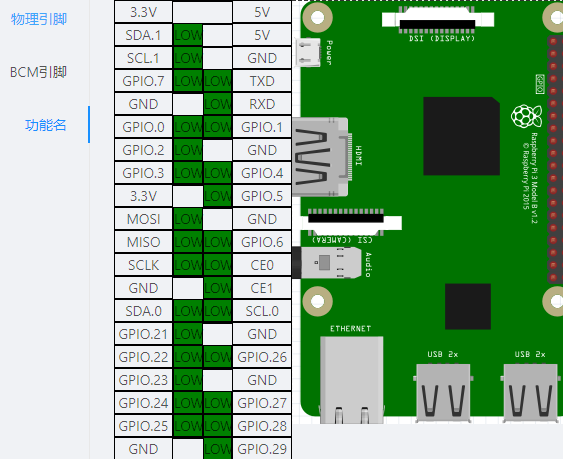 物理引脚
BCM引脚
功能名
3.3V 5V
SDA.1 LOW 5V
SCL.1 LOW GND
GPIO.7 LOW LOW TXD
GND LOW RXD
GPIO.0 LOW LOW GPIO.1
GPIO.2 LOW GND
GPIO.3 LOW LOW GPIO.4
3.3V LOW GPIO.5
MOSI LOW GND
MISO LOW LOW GPIO.6
SCLK LOW LOW CE0
GND LOW CE1
SDA.0 LOW LOW SCL.0
GPIO.21 LOW GND
GPIO.22 LOW LOW GPIO.26
GPIO.23 LOW GND
GPIO.24 LOW LOW GPIO.27
GPIO.25 LOW LOW GPIO.28
GND LOW GPIO.29
DSI (DISPLAY)
Power
HDMI
GPIO
Raspberry Pi 3 Model B v1.2
© Raspberry Pi 2015
CSI (CAMERA)
Audio
ETHERNET
USB 2x
USB 2x